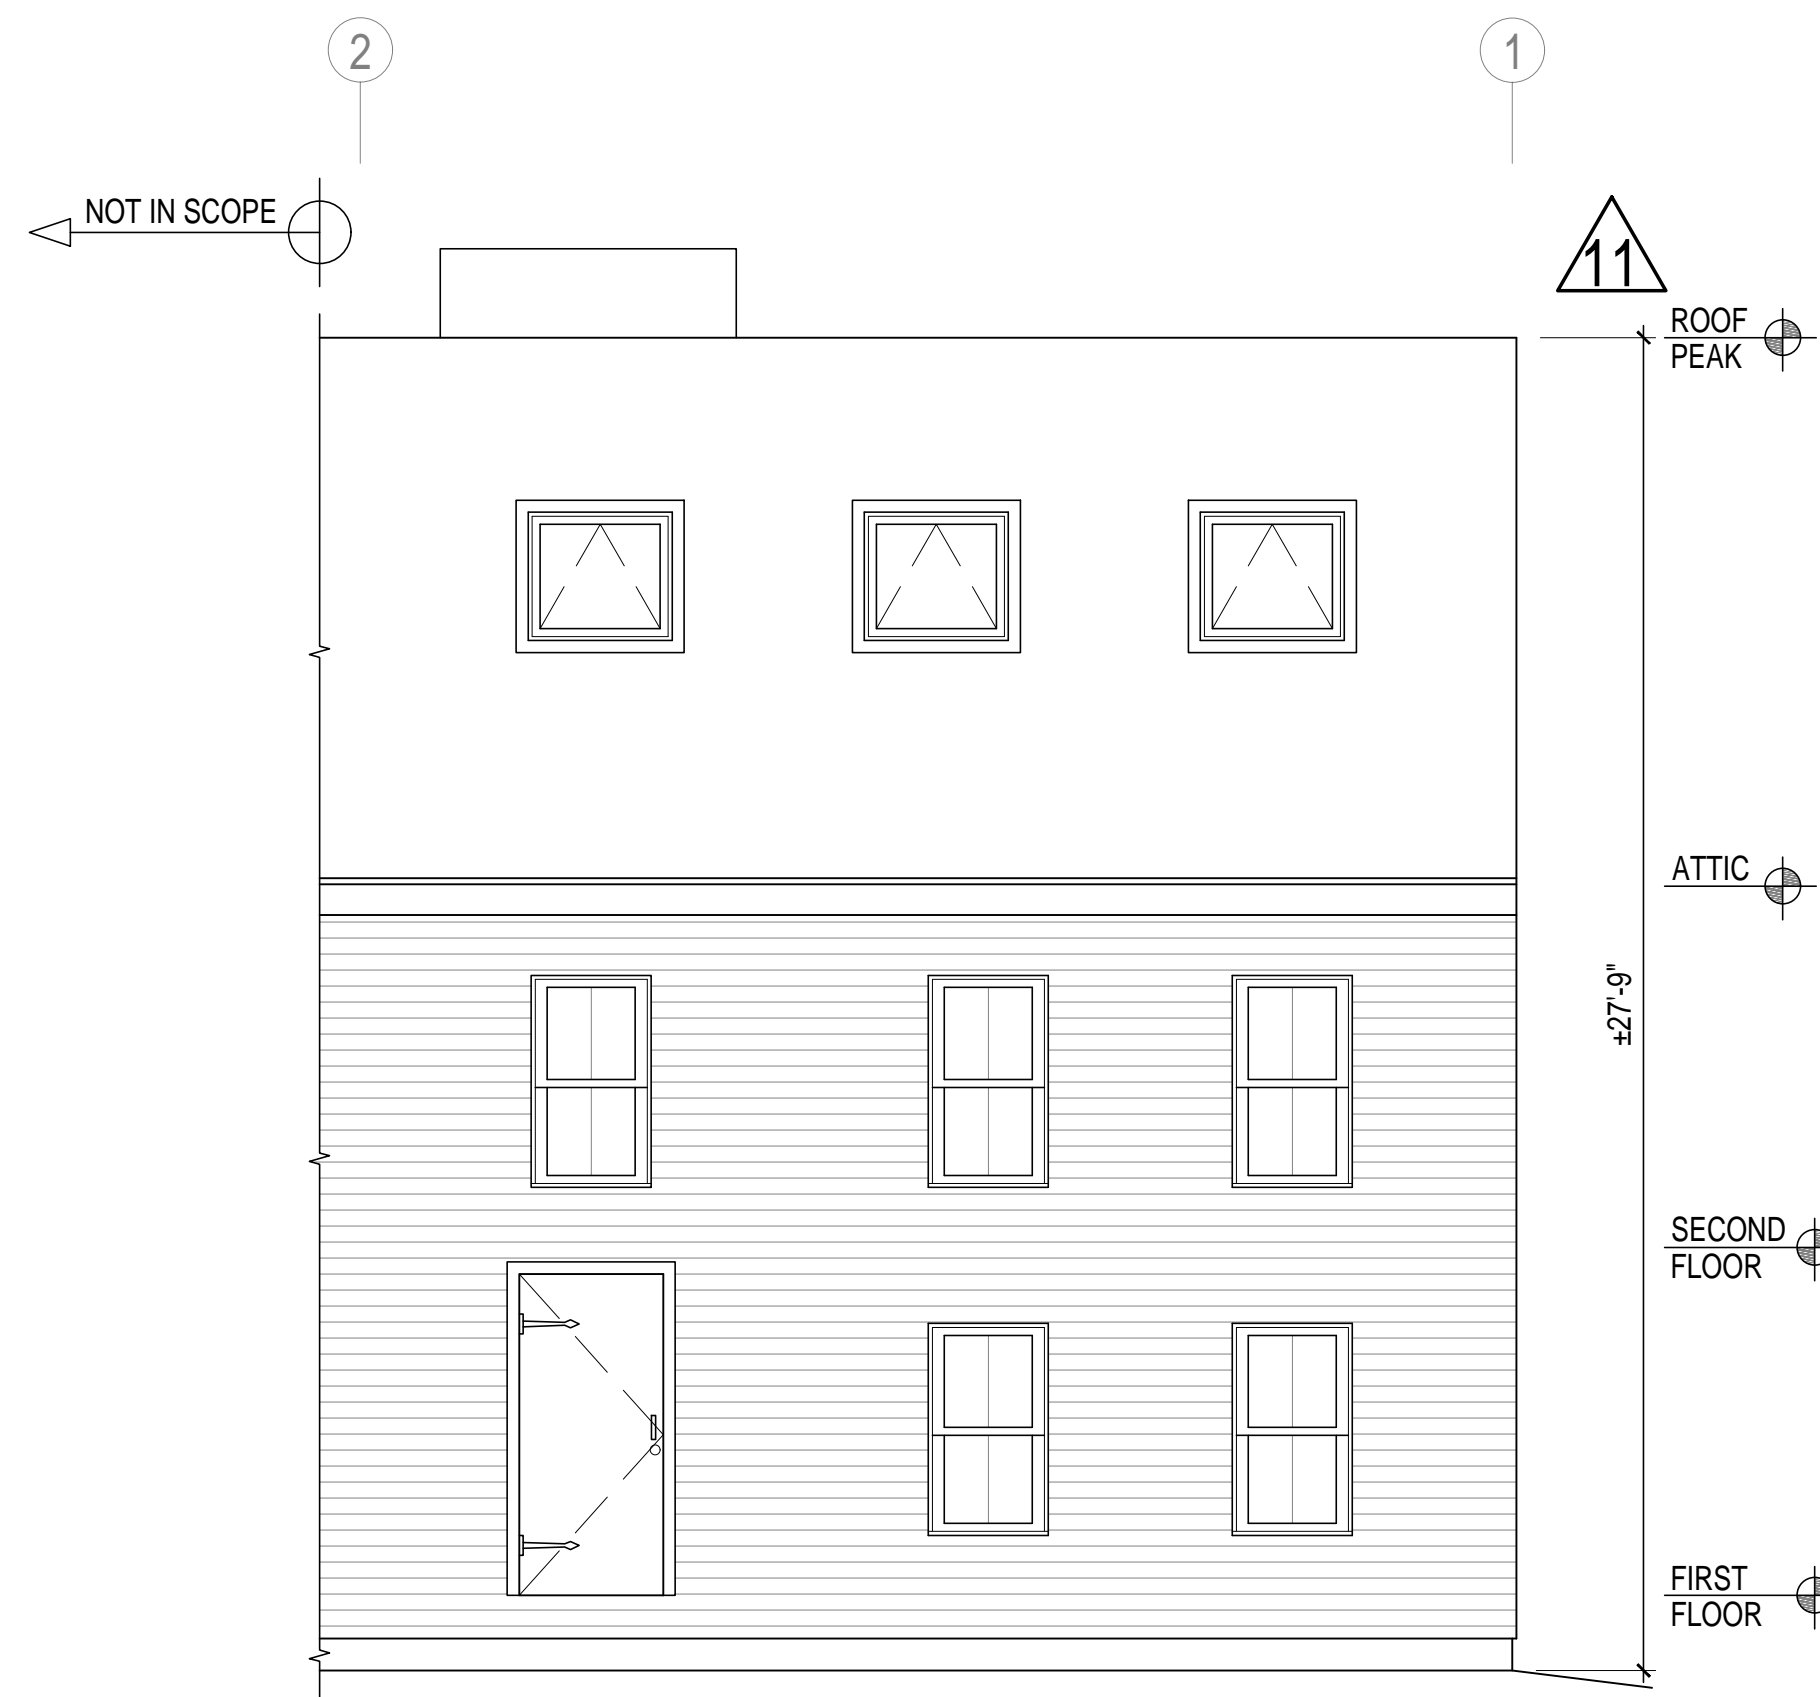 2
1
NOT IN SCOPE
11
ROOF
PEAK
ATTIC
±27'-9"
SECOND
FLOOR
FIRST
FLOOR